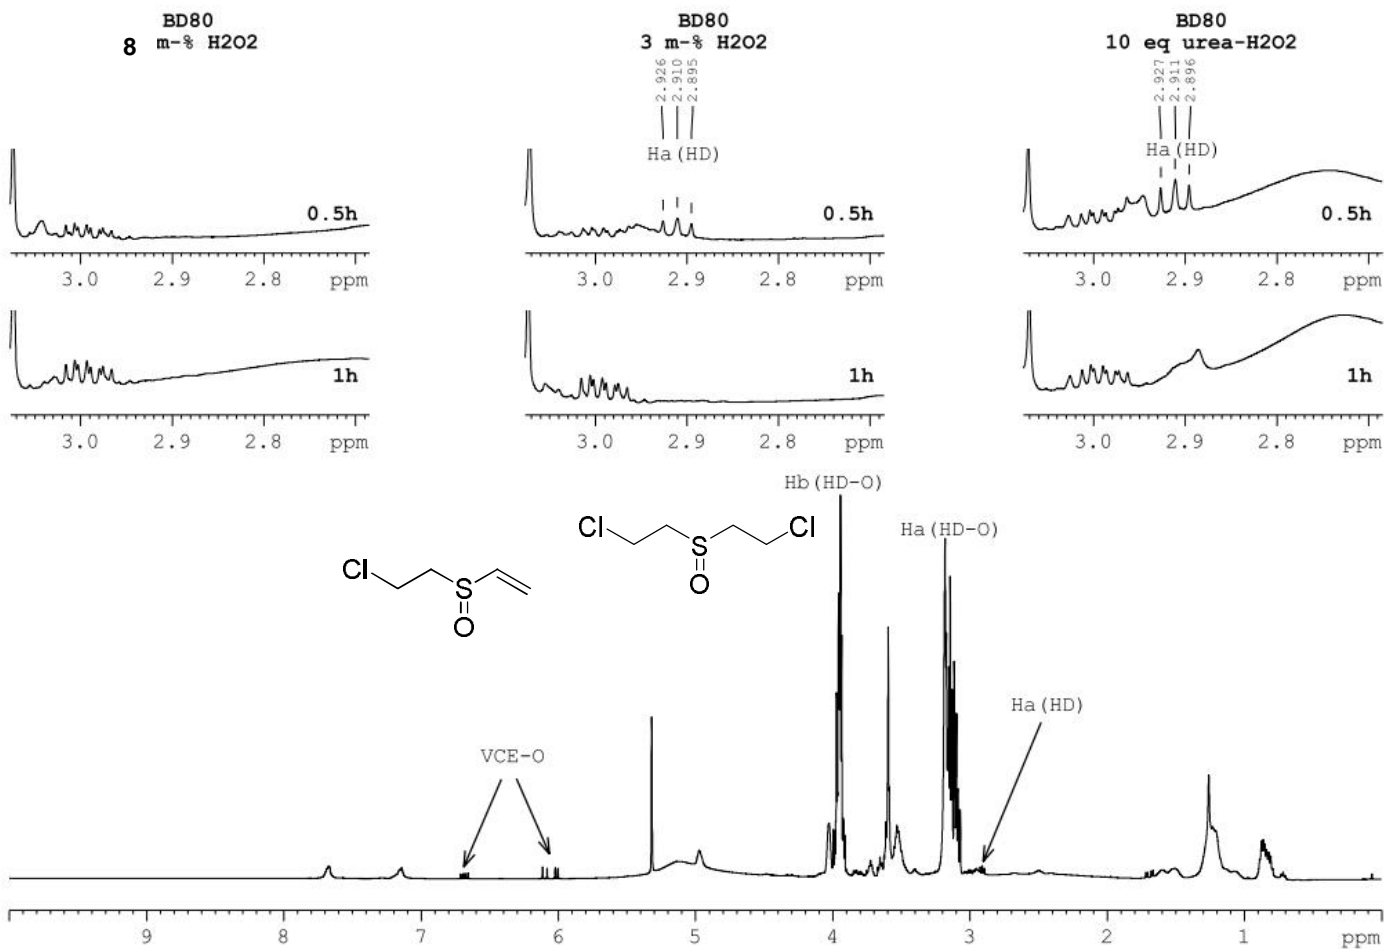 BD80
8 m-% H2O2
BD80
3 m-% H2O2
BD80
10 eq urea-H2O2
2.926
2.910
2.895
2.927
2.911
2.896
Ha(HD)
Ha(HD)
0.5h
0.5h
0.5h
3.0 2.9 2.8 ppm
3.0 2.9 2.8 ppm
3.0 2.9 2.8 ppm
1h
1h
1h
3.0 2.9 2.8 ppm
3.0 2.9 2.8 ppm
3.0 2.9 2.8 ppm
Hb(HD-O)
Cl S O Cl
Ha(HD-O)
Cl S O
Ha(HD)
VCE-O
9 8 7 6 5 4 3 2 1 ppm